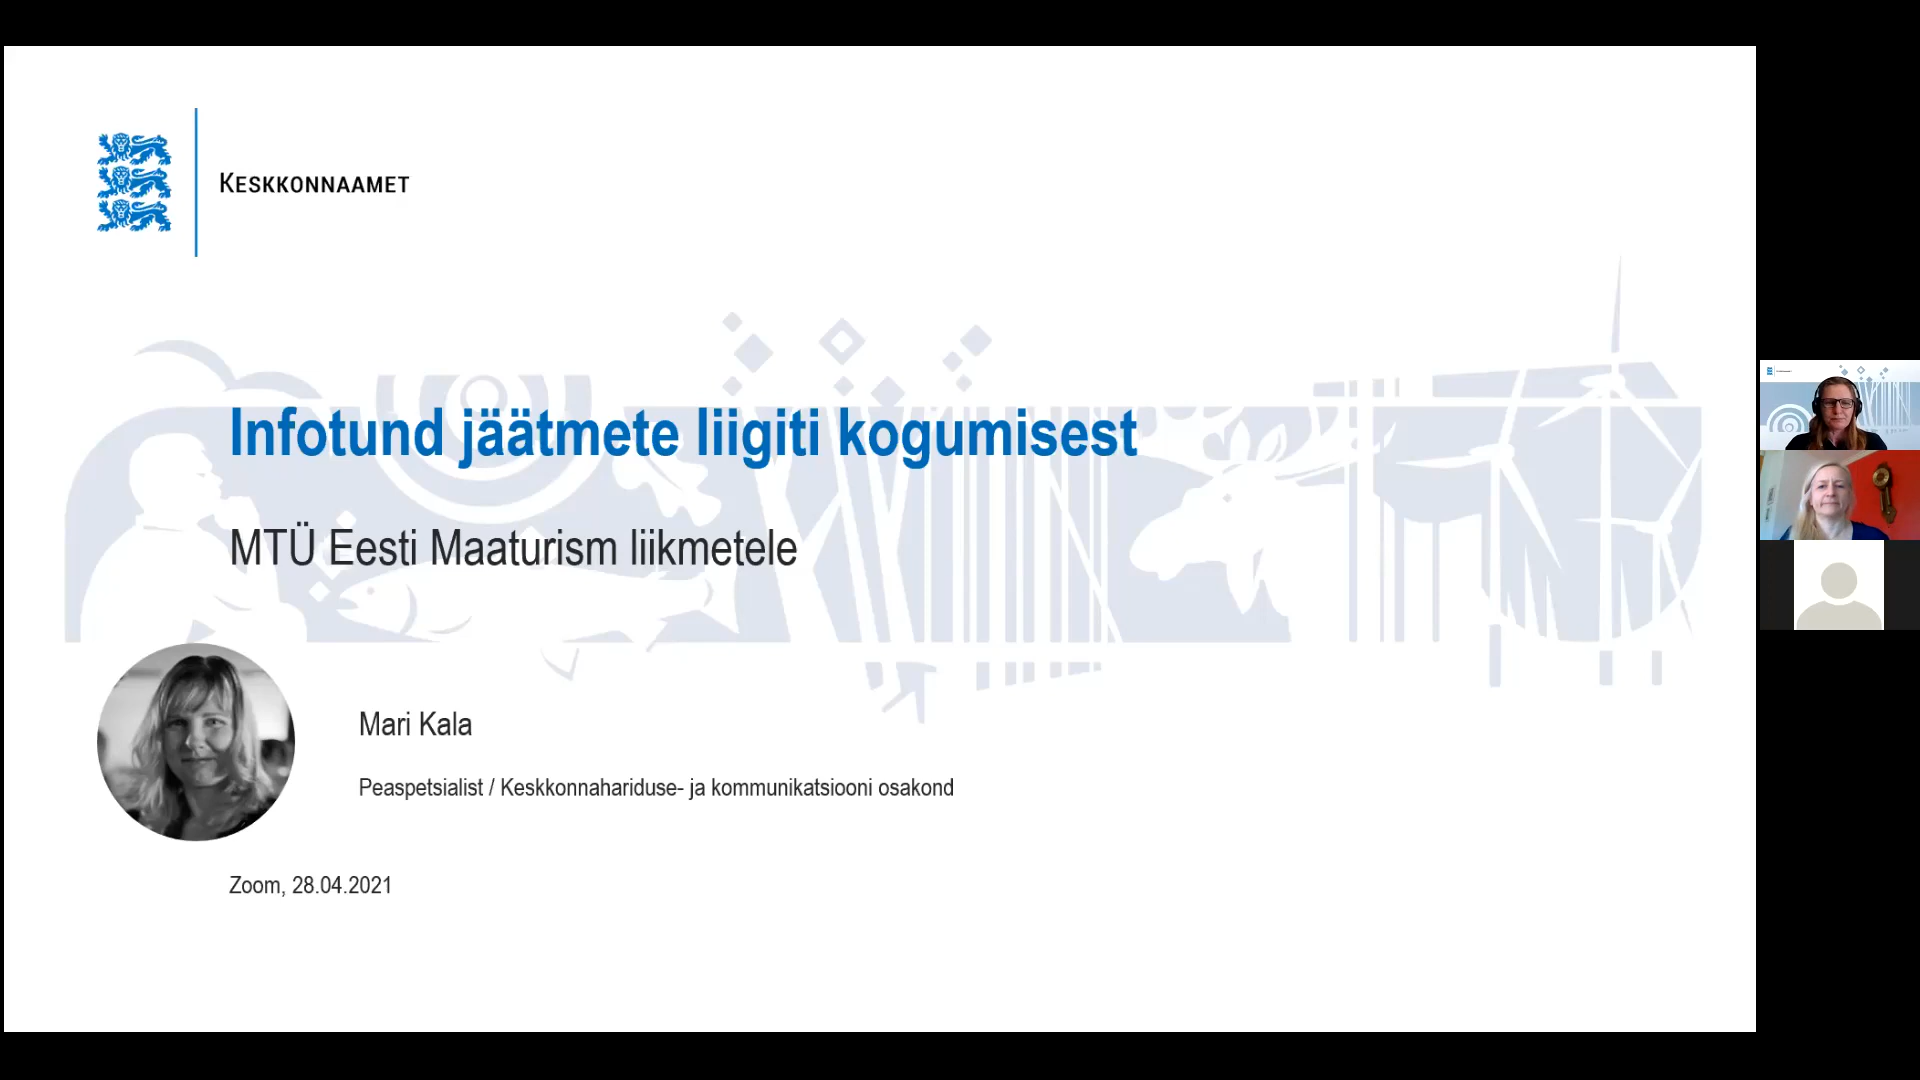 KESKKONNAAMET
Infotund jäätmete liigiti kogumisest
MTÜ Eesti Maaturism liikmetele
Mari Kala
Peaspetsialist / Keskkonnahariduse- ja kommunikatsiooni osakond
Zoom, 28.04.2021